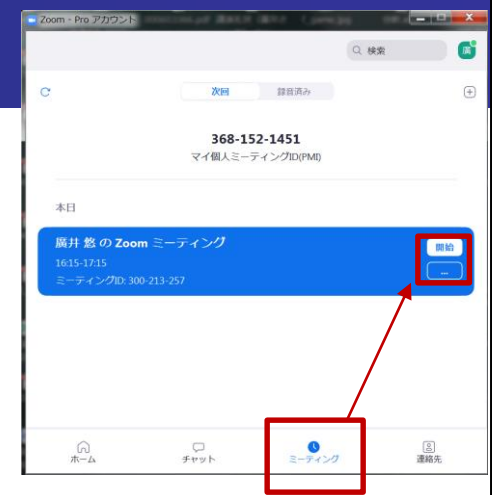 Zoom - Pro アカウント
検索
廣
次回
録音済み
368-152-1451
マイ個人ミーティングID(PMI)
本日
廣井 悠 の Zoom ミーティング
開始
16:15-17:15
...
ミーティングID: 300-213-257
ホーム
チャット
ミーティング
連絡先